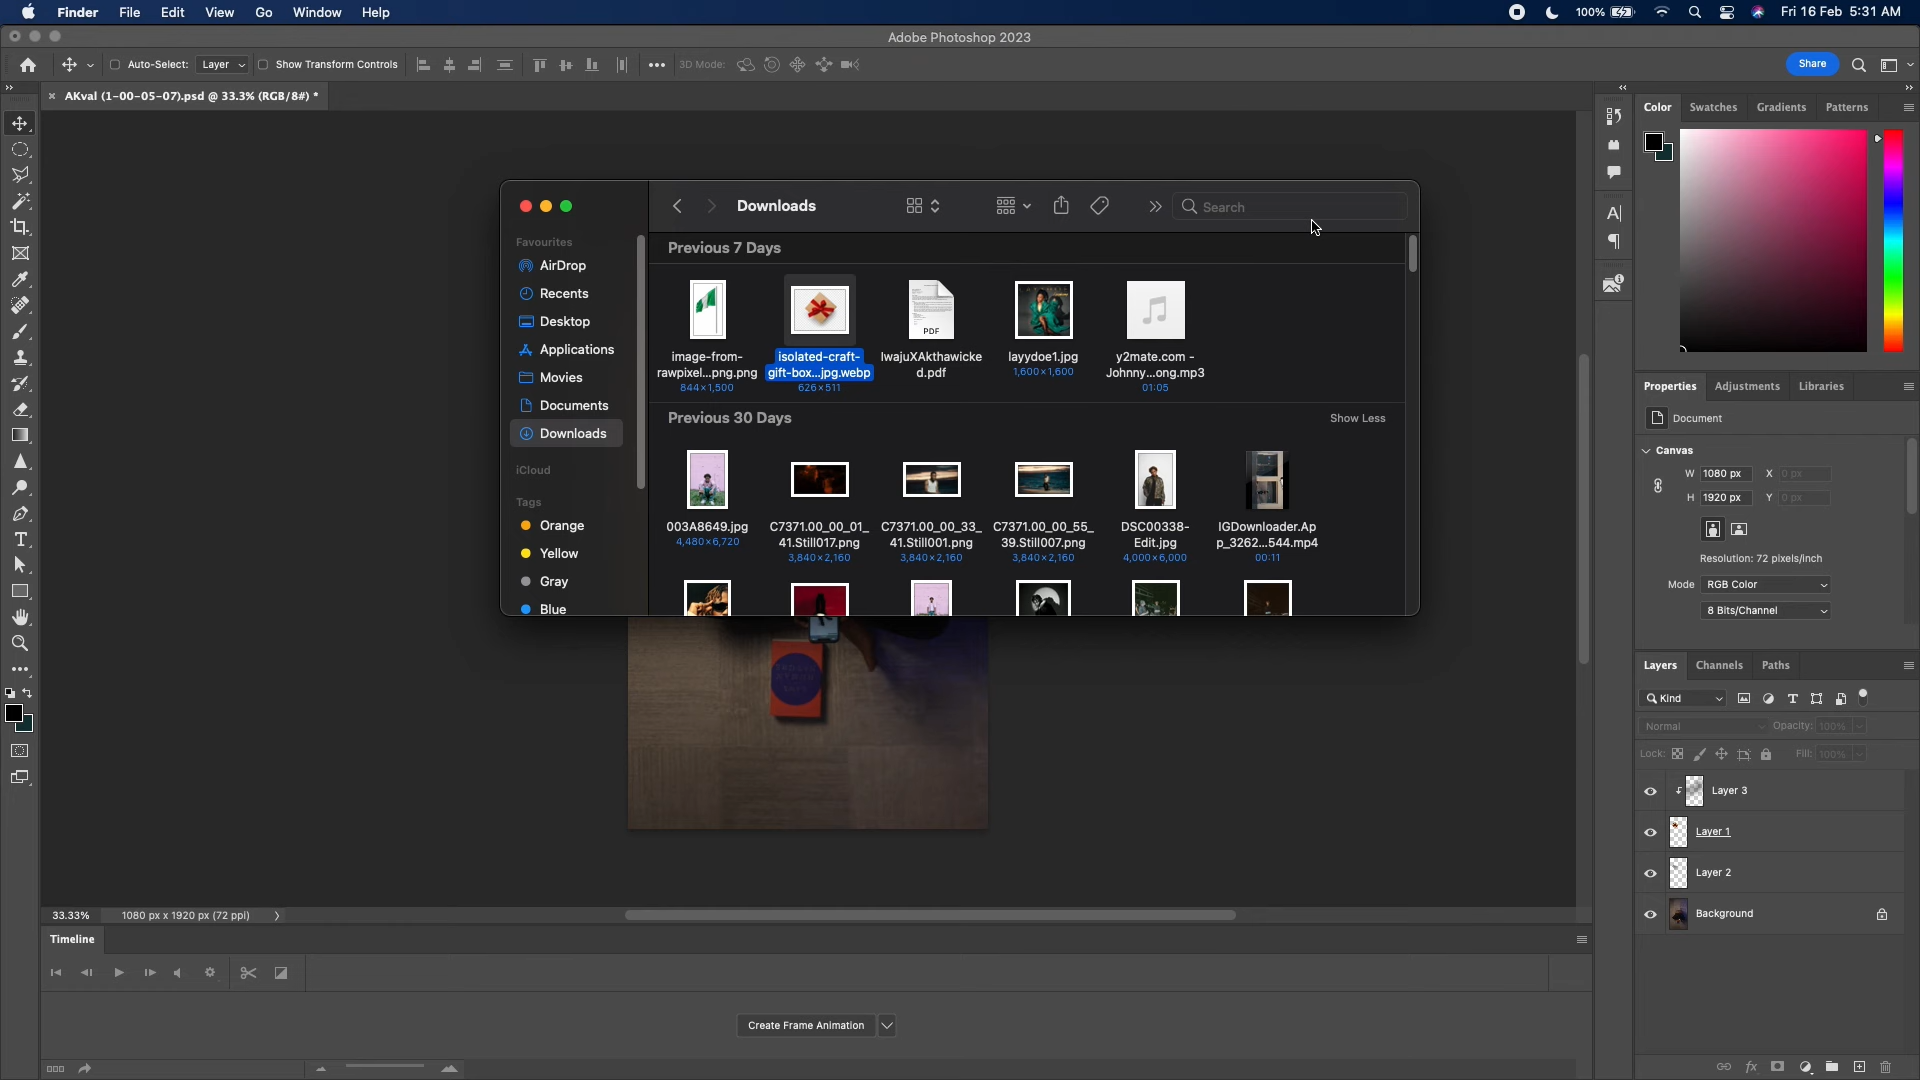 Finder File Edit View Go Window Help
100% Fri 16 Feb 5:31 AM
Adobe Photoshop 2023
Auto-Select: Layer Show Transform Controls 3D Mode: Share
AKval (1-00-05-07).psd @ 33.3% (RGB/8#) *
Color Swatches Gradients Patterns
Downloads
Search
Favourites
AirDrop
Recents
Desktop
Applications
Movies
Documents
Downloads
iCloud
Tags
Orange
Yellow
Gray
Blue
Previous 7 Days
image-from-
rawpixel...png.png
844×1,500
isolated-craft-
gift-box...jpg.webp
626×511
PDF
IwajuXAkthawicke
d.pdf
layydoe1.jpg
1,600×1,600
y2mate.com -
Johnny...ong.mp3
01:05
Previous 30 Days
Show Less
003A8649.jpg
4,480×6,720
C7371.00_00_01_
41.Still017.png
3,840×2,160
C7371.00_00_33_
41.Still001.png
3,840×2,160
C7371.00_00_55_
39.Still007.png
3,840×2,160
DSC00338-
Edit.jpg
4,000×6,000
IGDownloader.Ap
p_3262...544.mp4
00:11
Properties Adjustments Libraries
Document
Canvas
W 1080 px X 0 px
H 1920 px Y 0 px
Resolution: 72 pixels/inch
Mode RGB Color
8 Bits/Channel
Layers Channels Paths
Kind
Normal Opacity: 100%
Lock: Fill: 100%
Layer 3
Layer 1
Layer 2
Background
33.33% 1080 px x 1920 px (72 ppi)
Timeline
Create Frame Animation